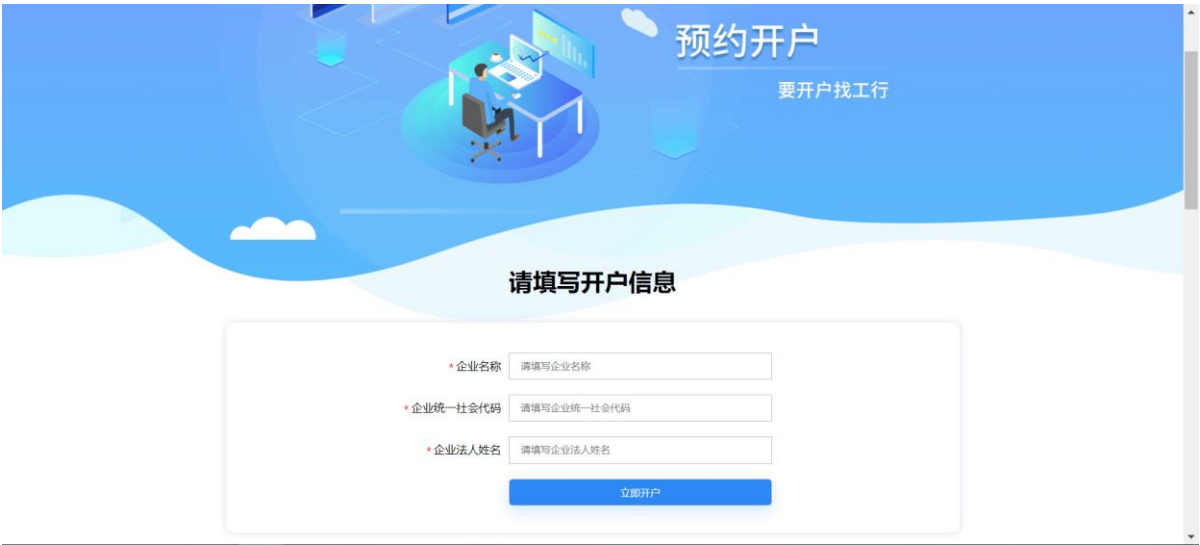 预约开户
要开户找工行
请填写开户信息
* 企业名称 请填写企业名称
* 企业统一社会代码 请填写企业统一社会代码
* 企业法人姓名 请填写企业法人姓名
立即开户